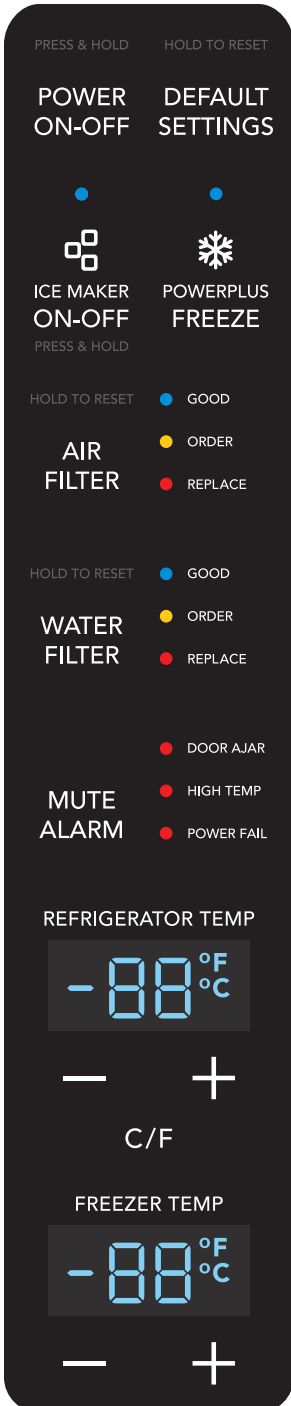 PRESS & HOLD
HOLD TO RESET
POWER
ON-OFF
DEFAULT
SETTINGS
ICE MAKER
ON-OFF
PRESS & HOLD
POWERPLUS
FREEZE
HOLD TO RESET
AIR
FILTER
GOOD
ORDER
REPLACE
HOLD TO RESET
WATER
FILTER
GOOD
ORDER
REPLACE
MUTE
ALARM
DOOR AJAR
HIGH TEMP
POWER FAIL
REFRIGERATOR TEMP
-88 °F
°C
− +
C/F
FREEZER TEMP
-88 °F
°C
− +